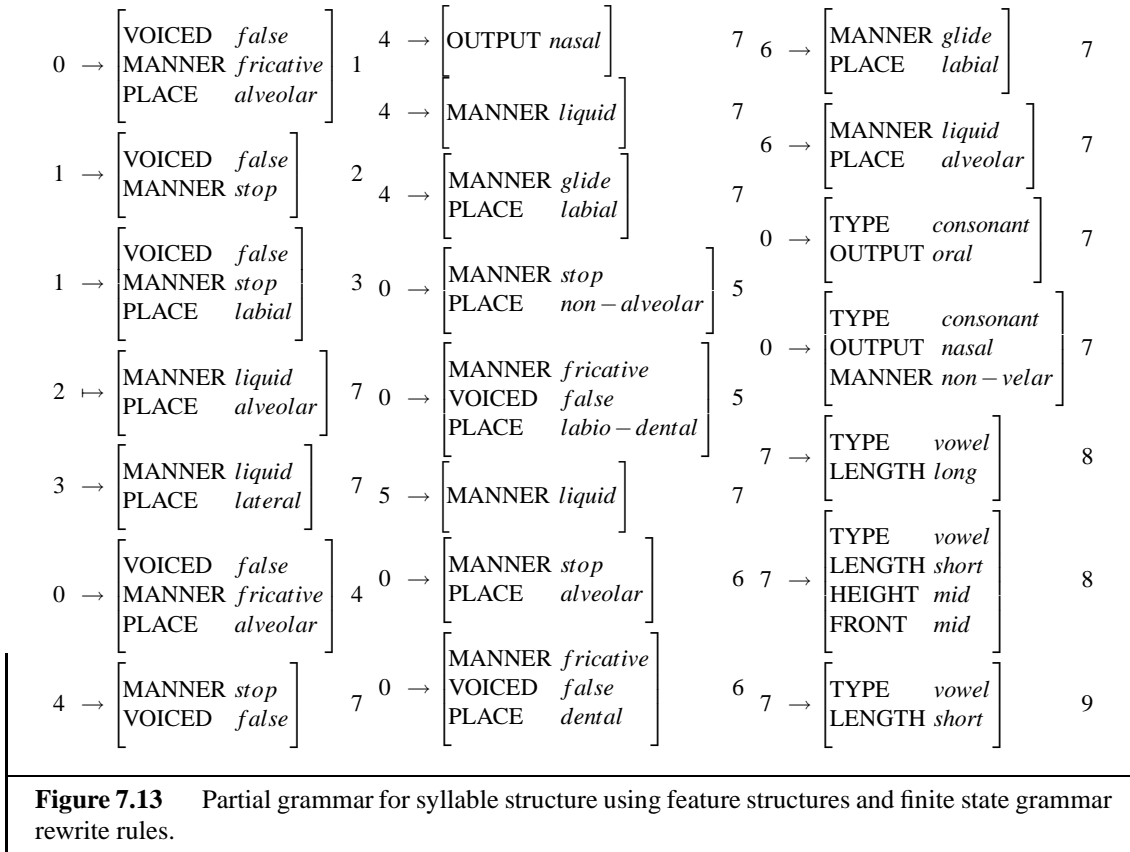 VOICED false
0 → MANNER fricative 1
PLACE alveolar
1 → VOICED false 2
MANNER stop
VOICED false
1 → MANNER stop 3
PLACE labial
2 ↦ MANNER liquid 7
PLACE alveolar
3 → MANNER liquid 7
PLACE lateral
VOICED false
0 → MANNER fricative 4
PLACE alveolar
4 → MANNER stop 7
VOICED false
4 → OUTPUT nasal 7
4 → MANNER liquid 7
4 → MANNER glide 7
PLACE labial
0 → MANNER stop 5
PLACE non – alveolar
MANNER fricative
0 → VOICED false 5
PLACE labio – dental
5 → MANNER liquid 7
0 → MANNER stop 6
PLACE alveolar
MANNER fricative
0 → VOICED false 6
PLACE dental
6 → MANNER glide 7
PLACE labial
6 → MANNER liquid 7
PLACE alveolar
0 → TYPE consonant 7
OUTPUT oral
TYPE consonant
0 → OUTPUT nasal 7
MANNER non – velar
7 → TYPE vowel 8
LENGTH long
TYPE vowel
7 → LENGTH short 8
HEIGHT mid
FRONT mid
7 → TYPE vowel 9
LENGTH short
Figure 7.13 Partial grammar for syllable structure using feature structures and finite state grammar
rewrite rules.